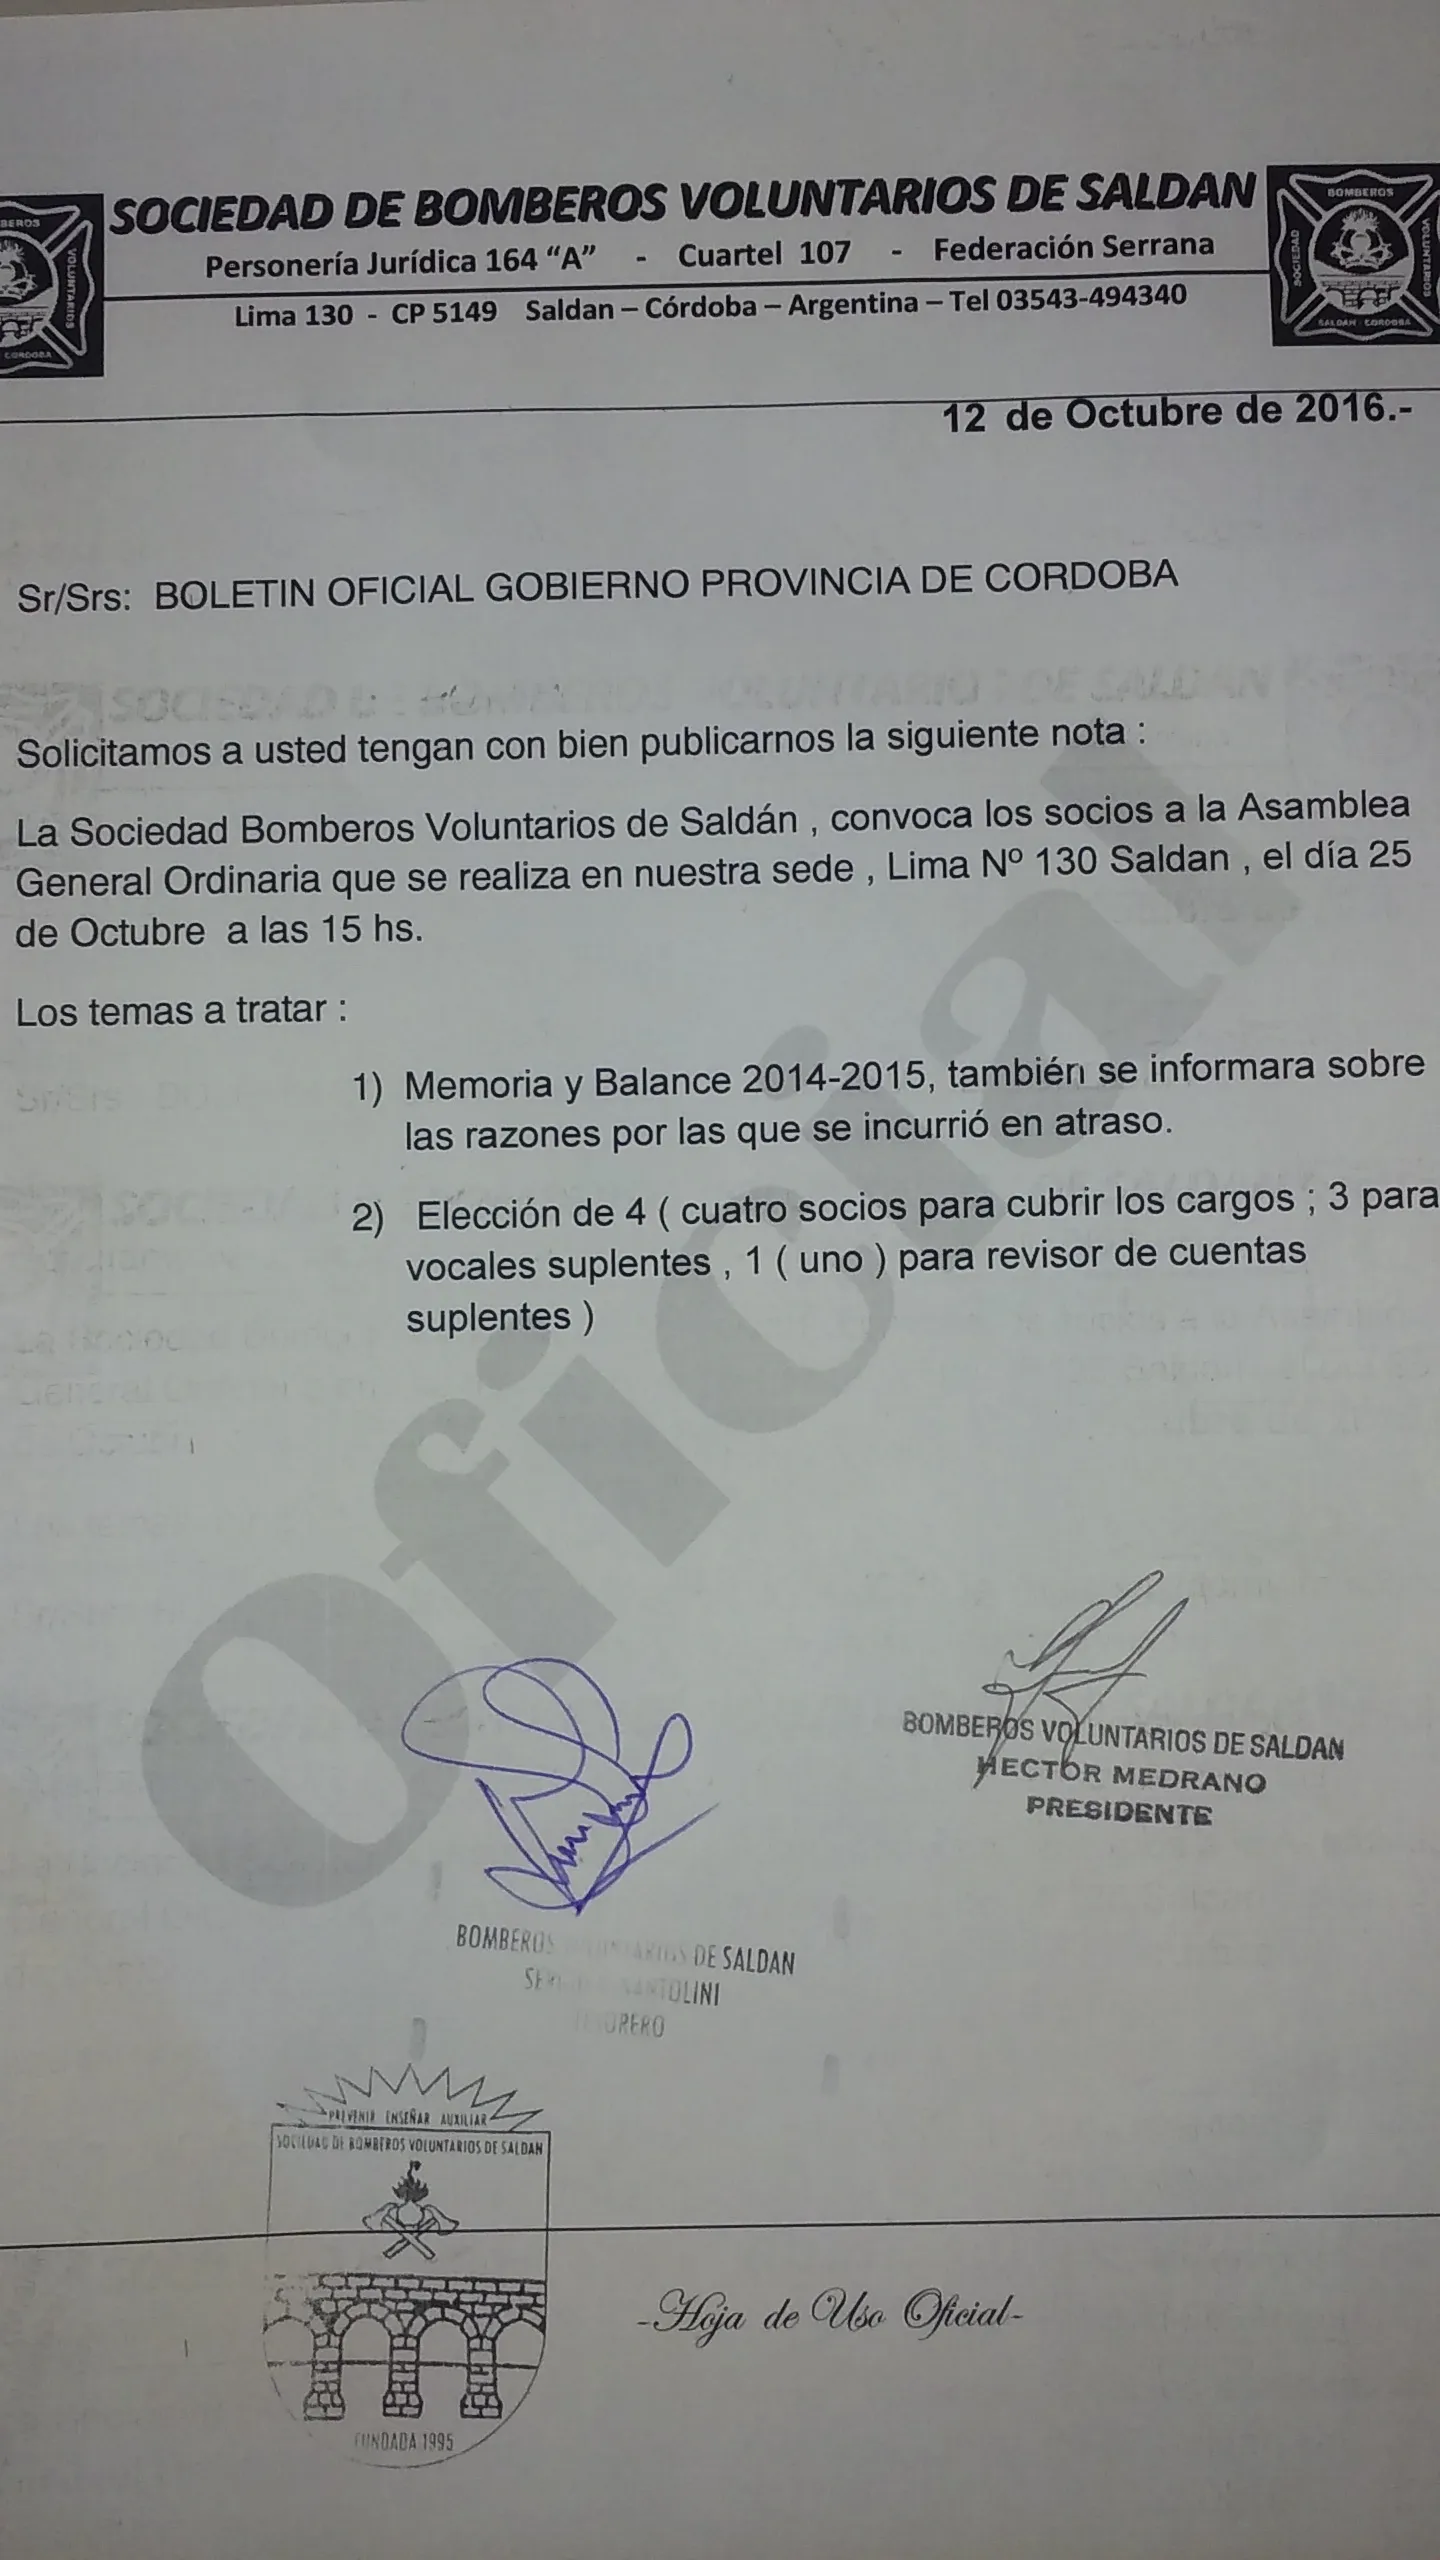 SOCIEDAD DE BOMBEROS VOLUNTARIOS DE SALDAN
Personería Jurídica 164 “A” - Cuartel 107 - Federación Serrana
Lima 130 - CP 5149 Saldan – Córdoba – Argentina – Tel 03543-494340
VOLUNTARIOS
CORDOBA
BOMBEROS
SOCIEDAD
VOLUNTARIOS
SALDAN CORDOBA
12 de Octubre de 2016.-
Sr/Srs: BOLETIN OFICIAL GOBIERNO PROVINCIA DE CORDOBA
Solicitamos a usted tengan con bien publicarnos la siguiente nota :
La Sociedad Bomberos Voluntarios de Saldán , convoca los socios a la Asamblea
General Ordinaria que se realiza en nuestra sede , Lima Nº 130 Saldan , el día 25
de Octubre a las 15 hs.
Los temas a tratar :
1) Memoria y Balance 2014-2015, también se informara sobre
las razones por las que se incurrió en atraso.
2) Elección de 4 ( cuatro socios para cubrir los cargos ; 3 para
vocales suplentes , 1 ( uno ) para revisor de cuentas
suplentes )
Oficial
BOMBEROS VOLUNTARIOS DE SALDAN
HECTOR MEDRANO
PRESIDENTE
BOMBEROS VOLUNTARIOS DE SALDAN
TESORERO
PREVENIR ENSEÑAR AUXILIAR
SOCIEDAD DE BOMBEROS VOLUNTARIOS DE SALDAN
FUNDADA 1995
-Hoja de Uso Oficial-